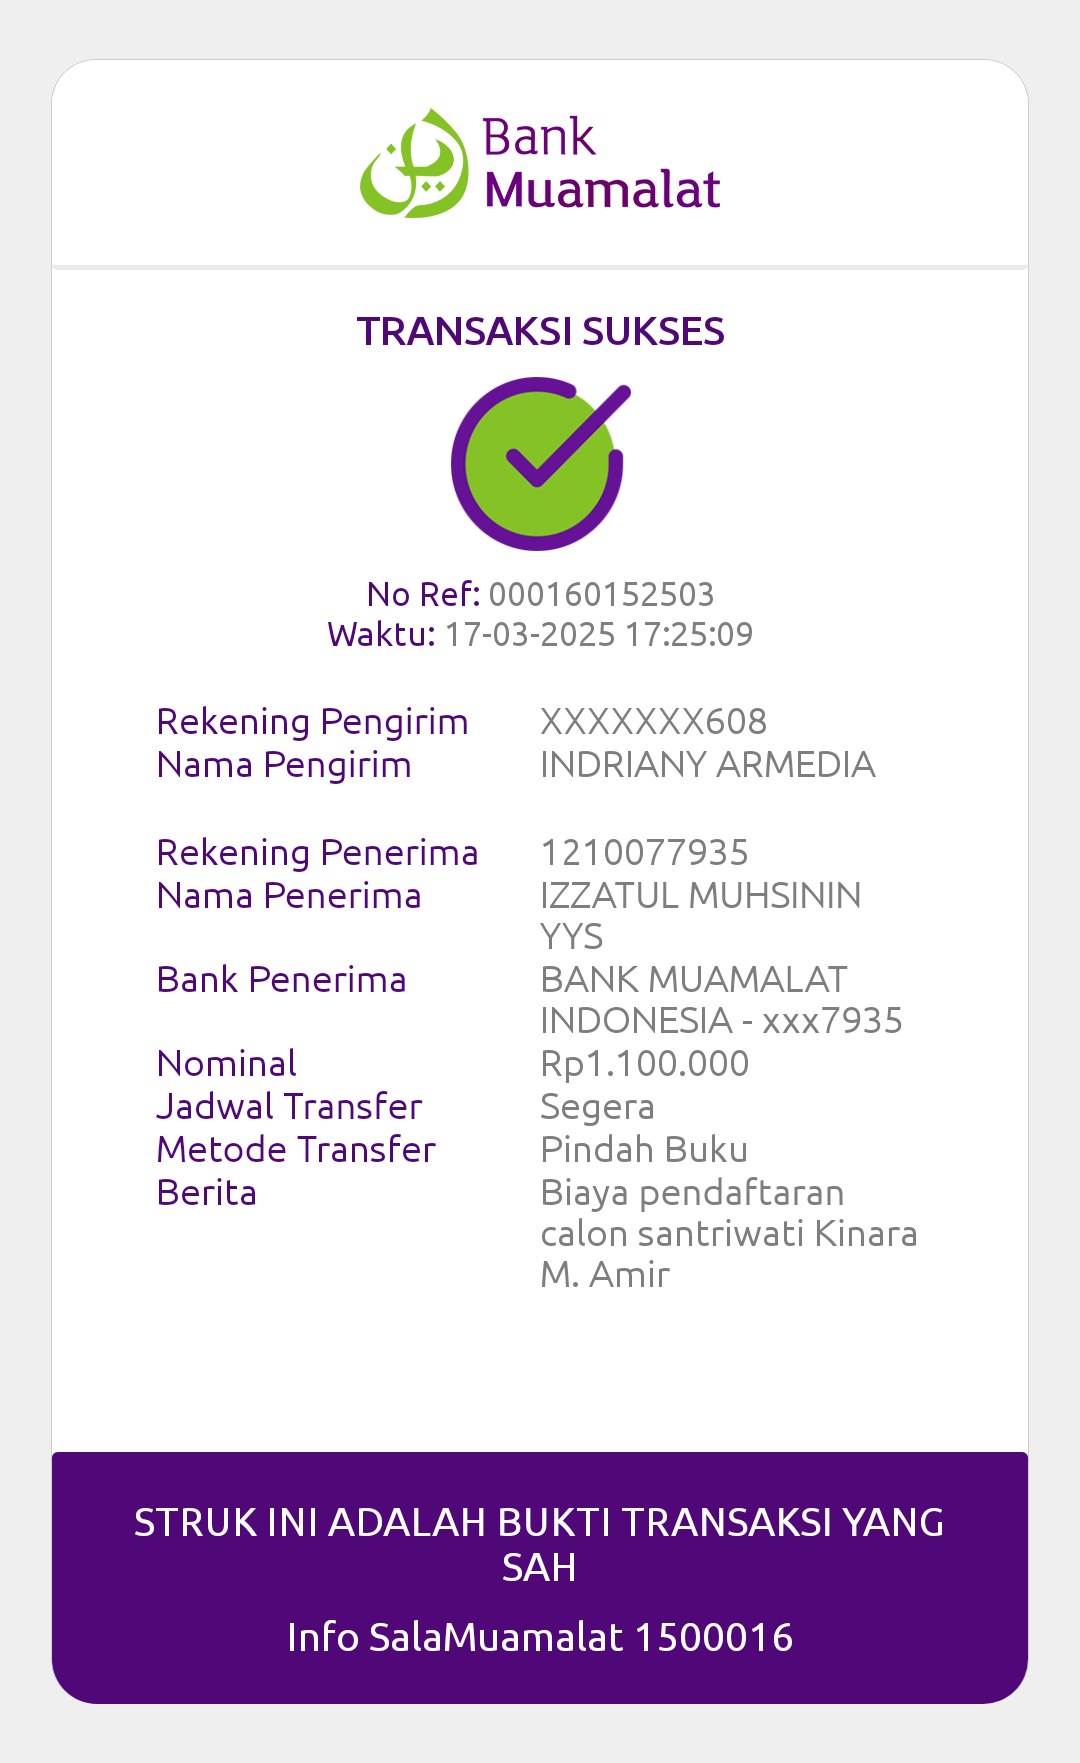 Bank
Muamalat
TRANSAKSI SUKSES
No Ref: 000160152503
Waktu: 17-03-2025 17:25:09
Rekening Pengirim XXXXXXX608
Nama Pengirim INDRIANY ARMEDIA
Rekening Penerima 1210077935
Nama Penerima IZZATUL MUHSININ
YYS
Bank Penerima BANK MUAMALAT
INDONESIA - xxx7935
Nominal Rp1.100.000
Jadwal Transfer Segera
Metode Transfer Pindah Buku
Berita Biaya pendaftaran
calon santriwati Kinara
M. Amir
STRUK INI ADALAH BUKTI TRANSAKSI YANG
SAH
Info SalaMuamalat 1500016